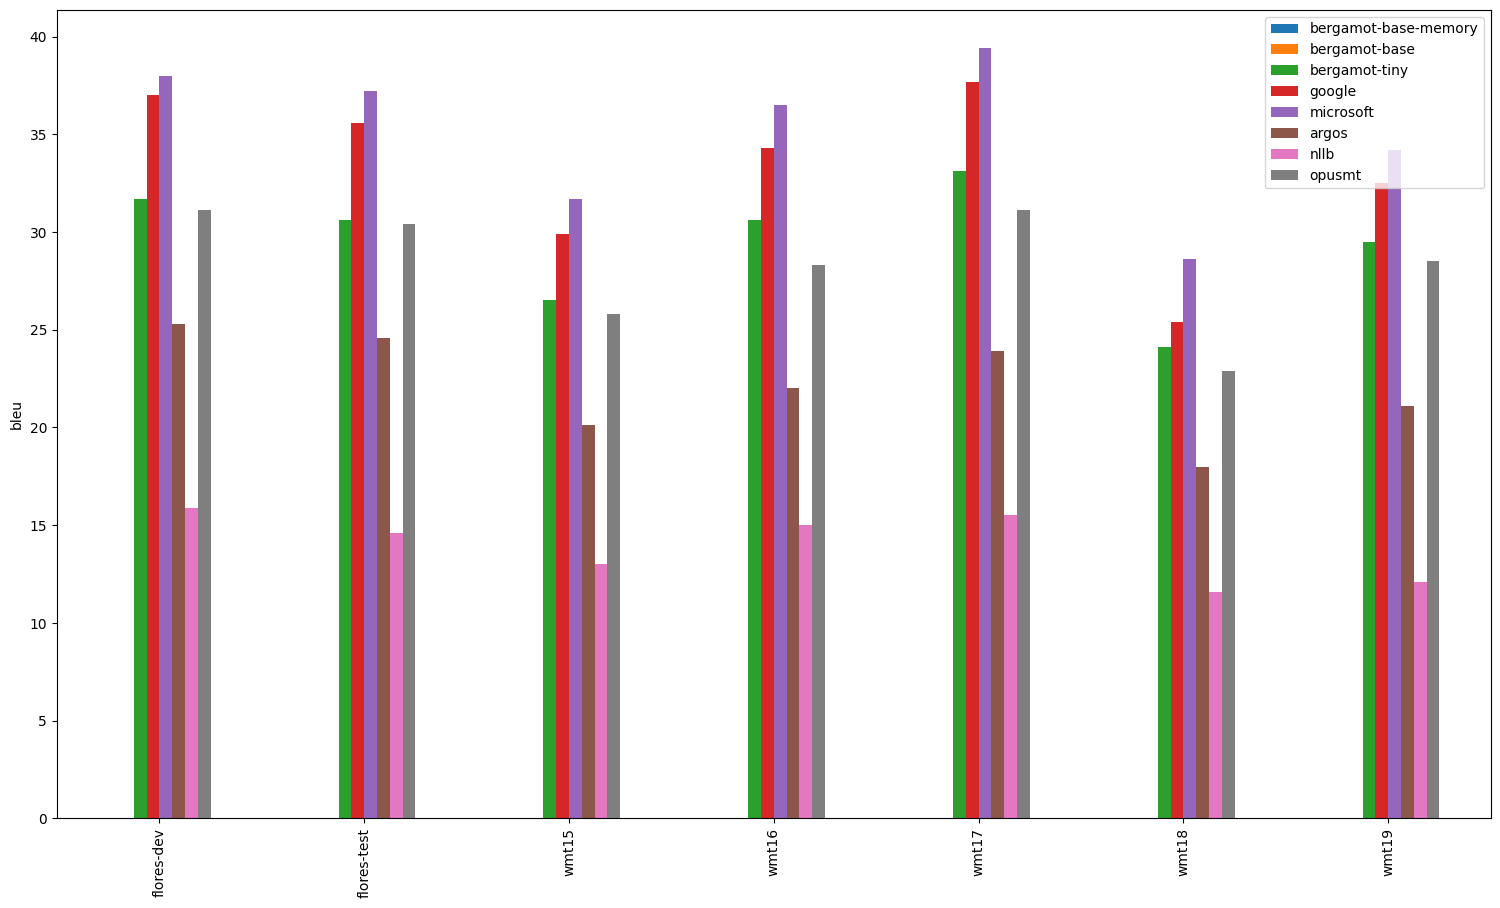 40
35
30
25
20
15
10
5
0
bleu
bergamot-base-memory
bergamot-base
bergamot-tiny
google
microsoft
argos
nllb
opusmt
flores-dev
flores-test
wmt15
wmt16
wmt17
wmt18
wmt19